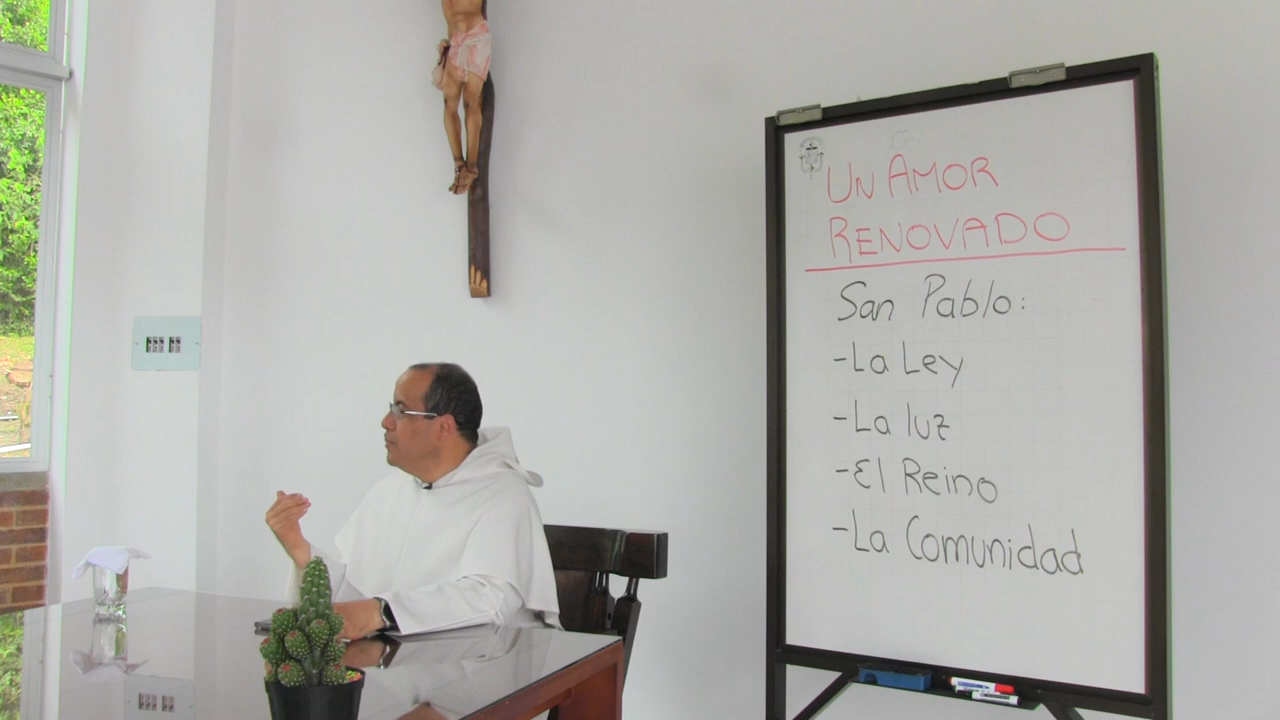 UN AMOR
RENOVADO
San Pablo:
-La Ley
-La luz
-El Reino
-La Comunidad